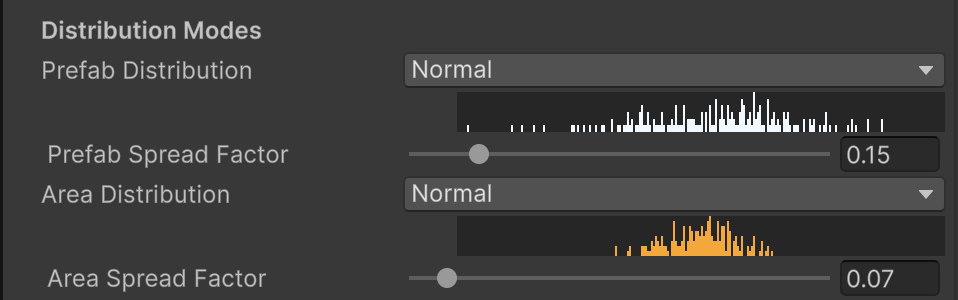 Distribution Modes
Prefab Distribution Normal
Prefab Spread Factor 0.15
Area Distribution Normal
Area Spread Factor 0.07